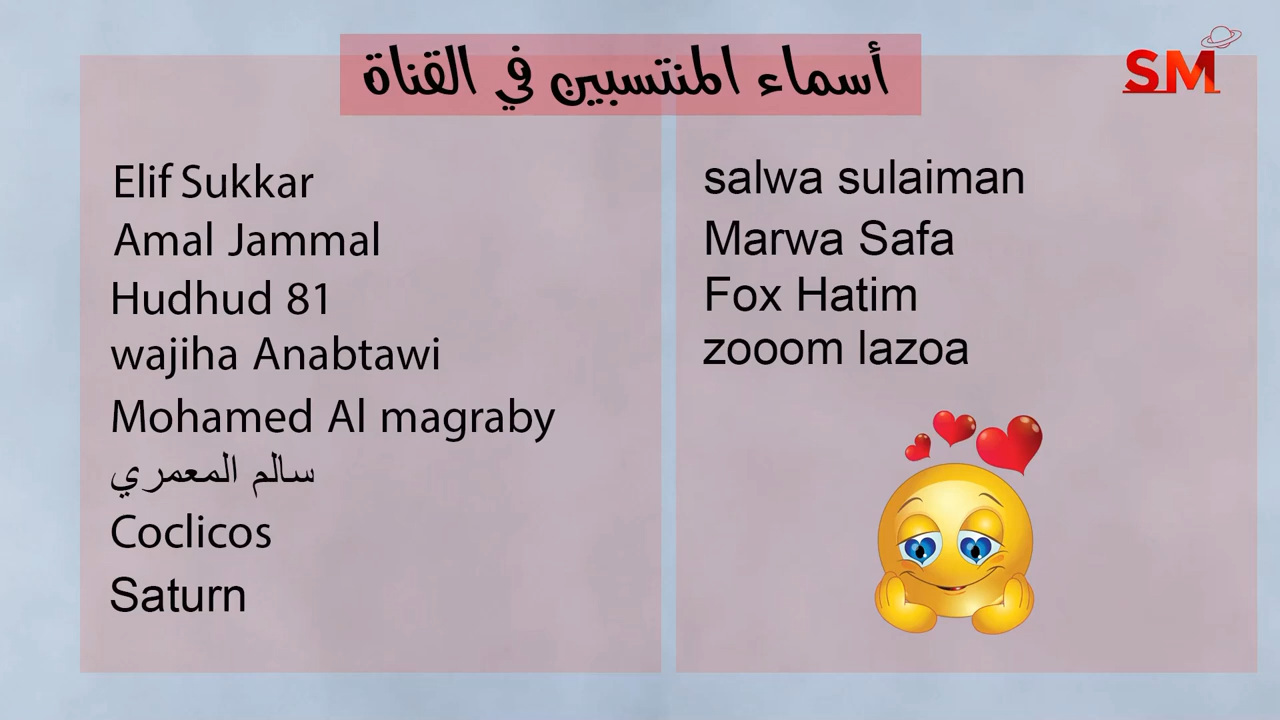 أسماء المنتسبين في القناة
SM
Elif Sukkar
Amal Jammal
Hudhud 81
wajiha Anabtawi
Mohamed Al magraby
سالم المعمري
Coclicos
Saturn
salwa sulaiman
Marwa Safa
Fox Hatim
zooom lazoa